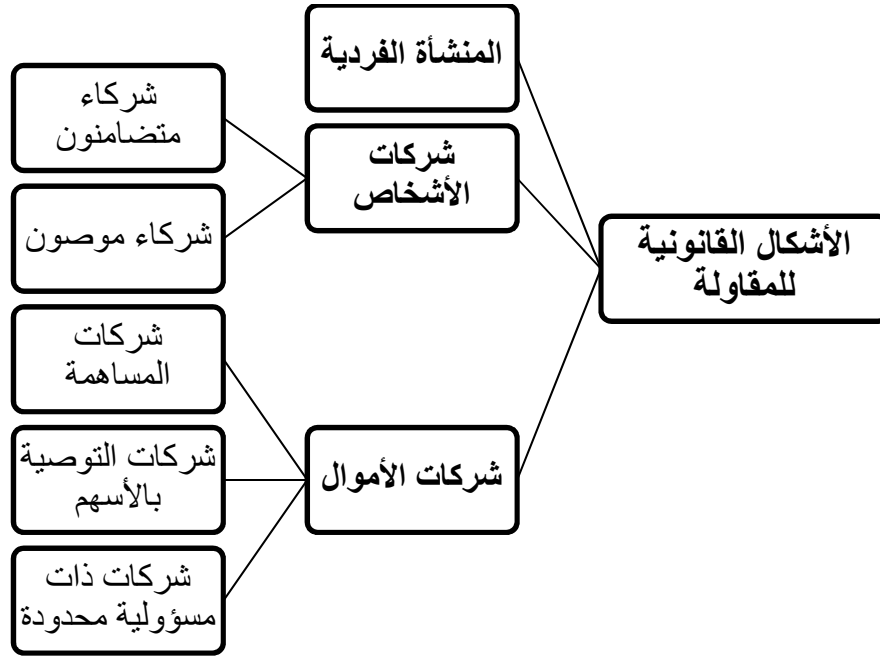 الأشكال القانونية
للمقاولة
المنشأة الفردية
شركات
الأشخاص
شركاء
متضامنون
شركاء موصون
شركات الأموال
شركات
المساهمة
شركات التوصية
بالأسهم
شركات ذات
مسؤولية محدودة